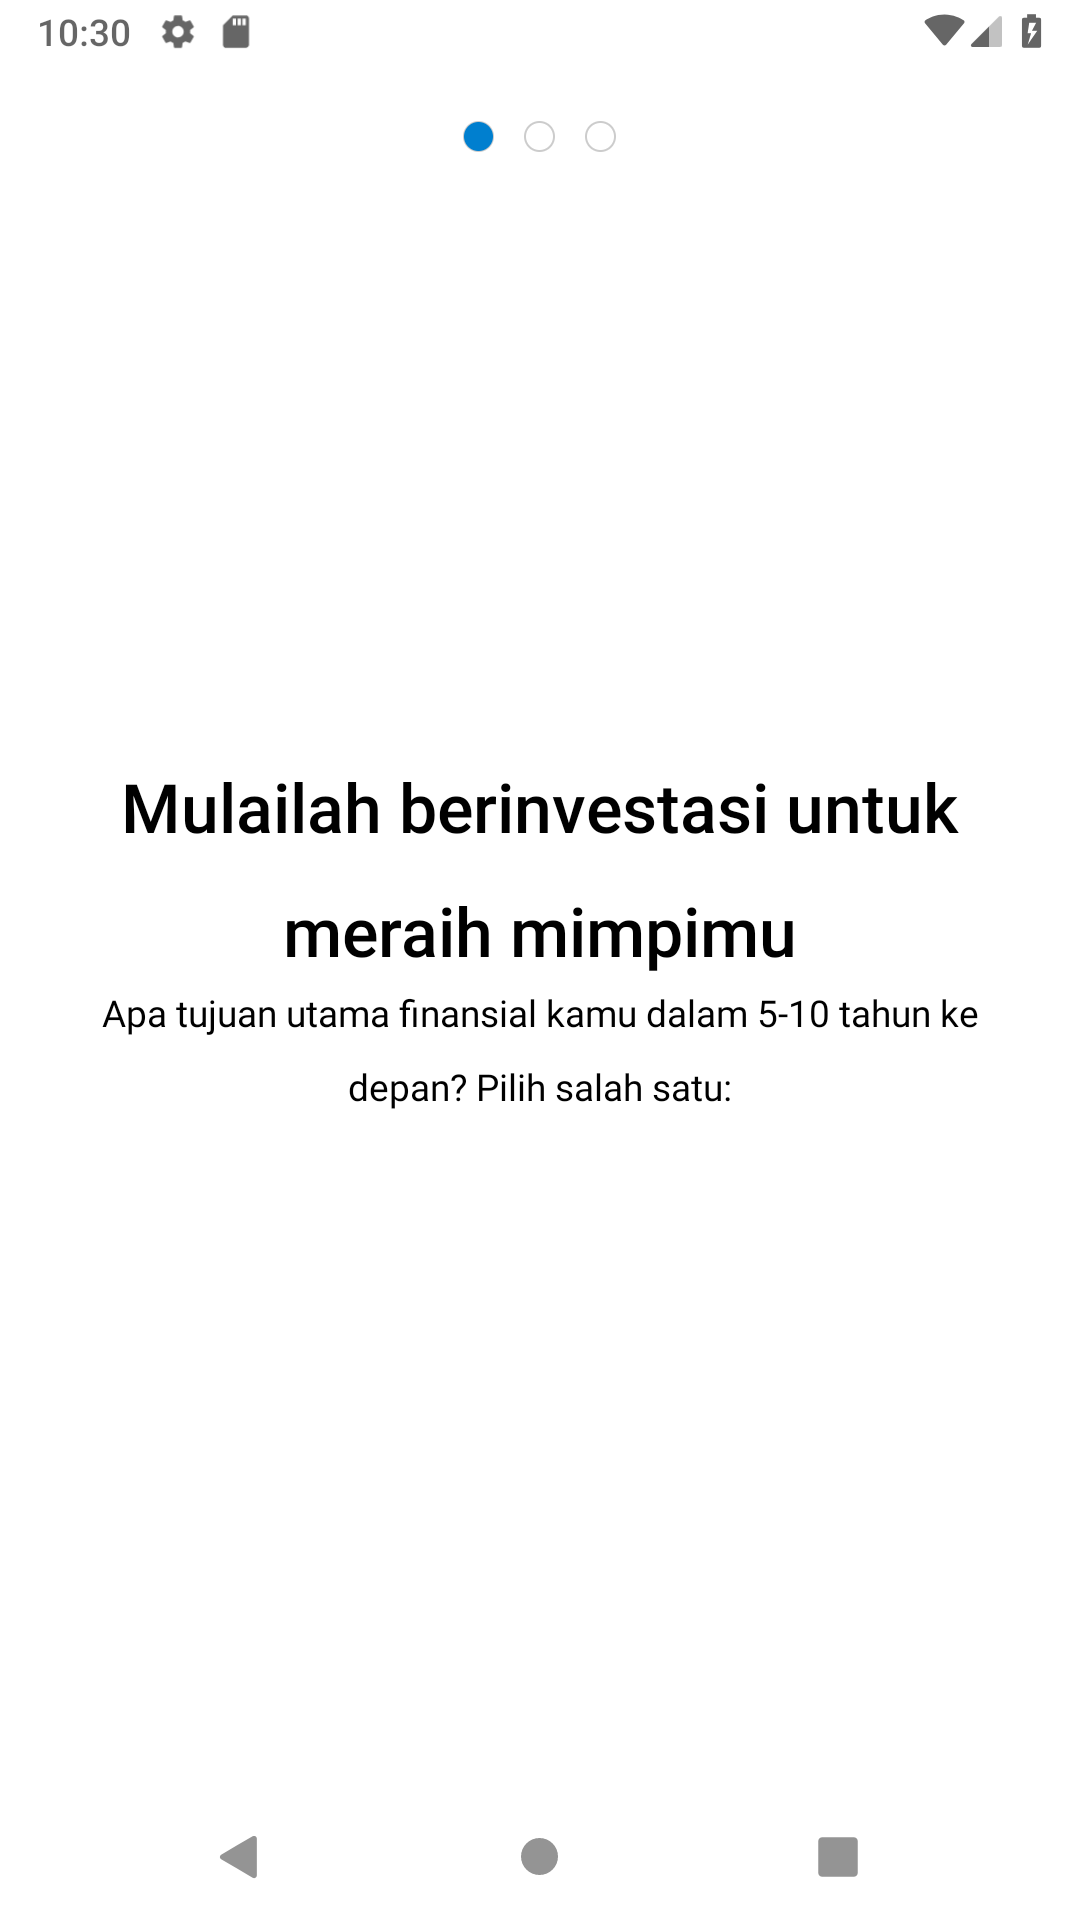 10:30
Mulailah berinvestasi untuk
meraih mimpimu
Apa tujuan utama finansial kamu dalam 5-10 tahun ke
depan? Pilih salah satu: